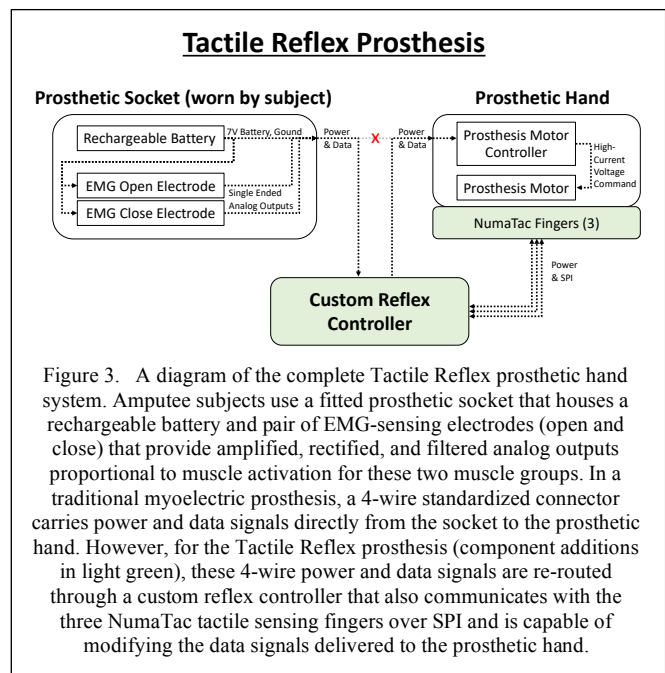 Tactile Reflex Prosthesis
Prosthetic Socket (worn by subject)
Prosthetic Hand
Rechargeable Battery
7V Battery, Gound
Power
& Data
X
Power
& Data
EMG Open Electrode
EMG Close Electrode
Single Ended
Analog Outputs
Prosthesis Motor
Controller
Prosthesis Motor
High-
Current
Voltage
Command
NumaTac Fingers (3)
Power
& SPI
Custom Reflex
Controller
Figure 3. A diagram of the complete Tactile Reflex prosthetic hand
system. Amputee subjects use a fitted prosthetic socket that houses a
rechargeable battery and pair of EMG-sensing electrodes (open and
close) that provide amplified, rectified, and filtered analog outputs
proportional to muscle activation for these two muscle groups. In a
traditional myoelectric prosthesis, a 4-wire standardized connector
carries power and data signals directly from the socket to the prosthetic
hand. However, for the Tactile Reflex prosthesis (component additions
in light green), these 4-wire power and data signals are re-routed
through a custom reflex controller that also communicates with the
three NumaTac tactile sensing fingers over SPI and is capable of
modifying the data signals delivered to the prosthetic hand.